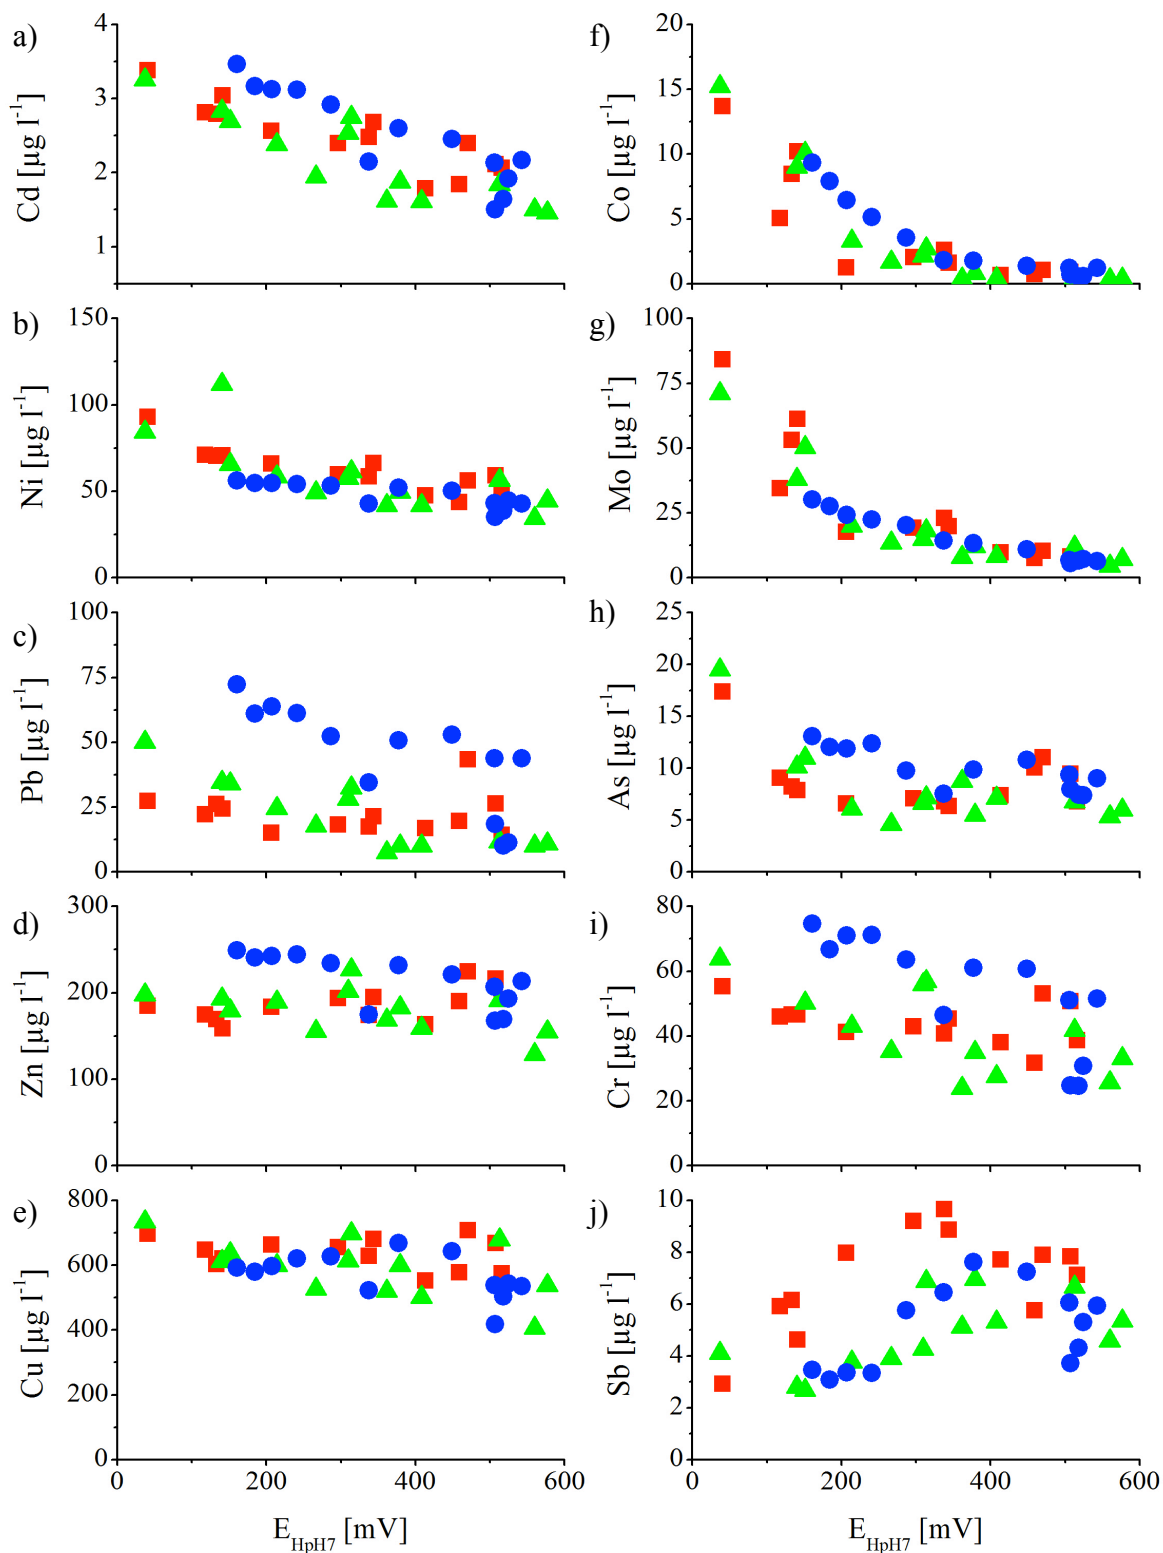 a)
4
3
2
1
Cd [µg l⁻¹]
b)
150
100
50
0
Ni [µg l⁻¹]
c)
100
75
50
25
0
Pb [µg l⁻¹]
d)
300
200
100
0
Zn [µg l⁻¹]
e)
800
600
400
200
0
Cu [µg l⁻¹]
0 200 400 600
E_HpH7 [mV]
f)
20
15
10
5
0
Co [µg l⁻¹]
g)
100
75
50
25
0
Mo [µg l⁻¹]
h)
25
20
15
10
5
0
As [µg l⁻¹]
i)
80
60
40
20
0
Cr [µg l⁻¹]
j)
10
8
6
4
2
0
Sb [µg l⁻¹]
0 200 400 600
E_HpH7 [mV]